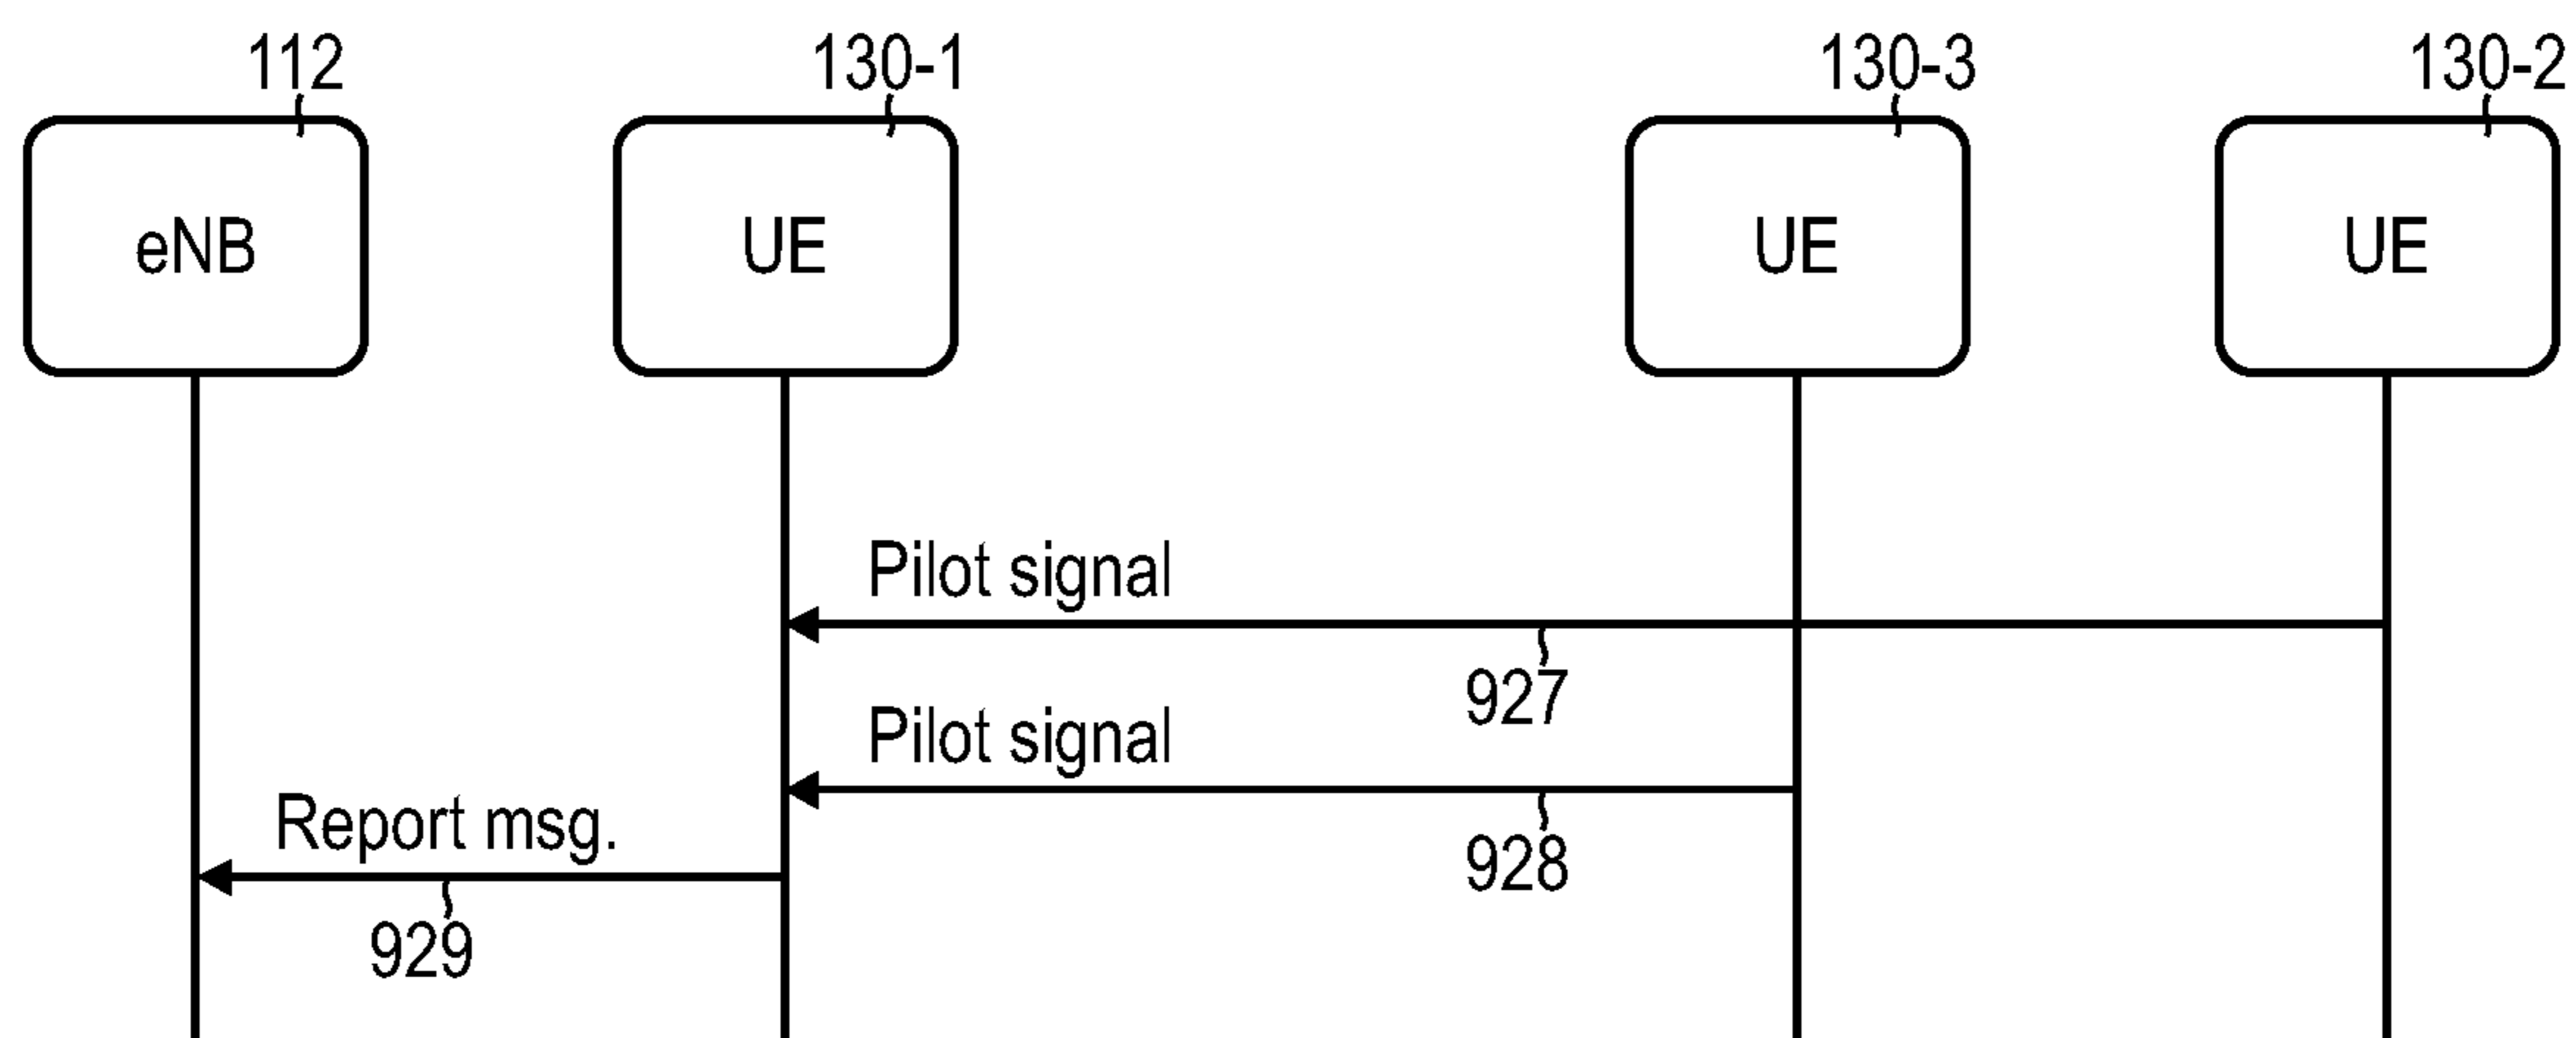 112
130-1
130-3
130-2
eNB
UE
UE
UE
Pilot signal
927
Pilot signal
928
Report msg.
929